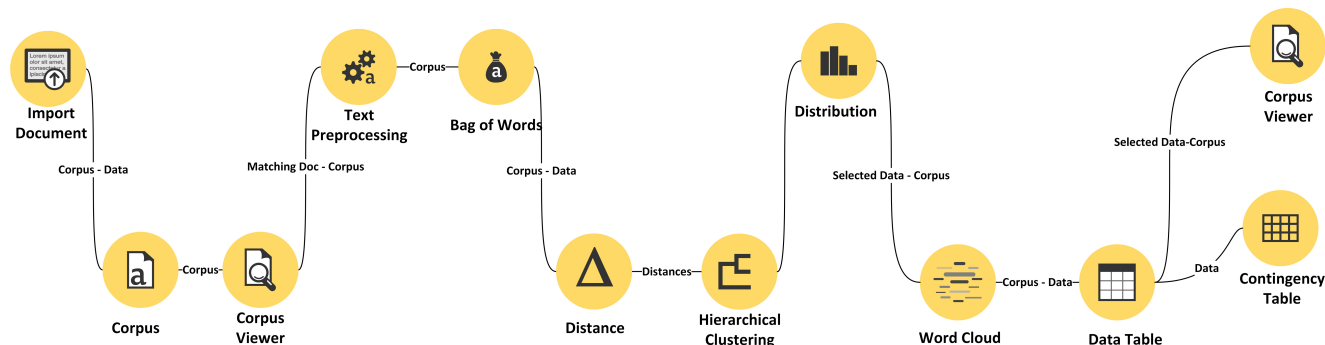 Lorem ipsum
olor sit amet,
consectetur a
ipiscin
Import
Document
Corpus - Data
a
Corpus
Corpus
Corpus
Viewer
Matching Doc - Corpus
a
Text
Preprocessing
Corpus
a
Bag of Words
Corpus - Data
Distance
Distances
Hierarchical
Clustering
Distribution
Selected Data - Corpus
Word Cloud
Corpus - Data
Data Table
Selected Data-Corpus
Corpus
Viewer
Data
Contingency
Table